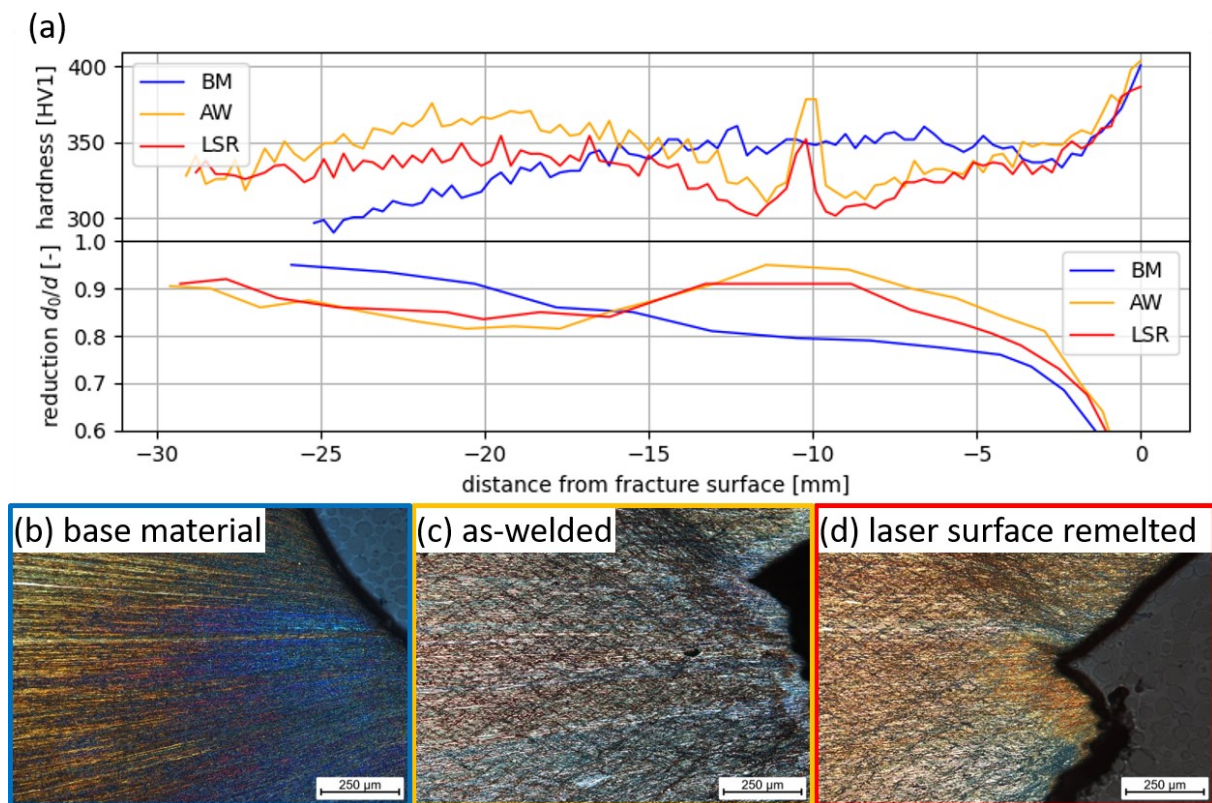 (a)
hardness [HV1]
400
350
300
BM
AW
LSR
reduction d₀/d [-]
1.0
0.9
0.8
0.7
0.6
BM
AW
LSR
−30
−25
−20
−15
−10
−5
0
distance from fracture surface [mm]
(b) base material
(c) as-welded
(d) laser surface remelted
250 µm
250 µm
250 µm